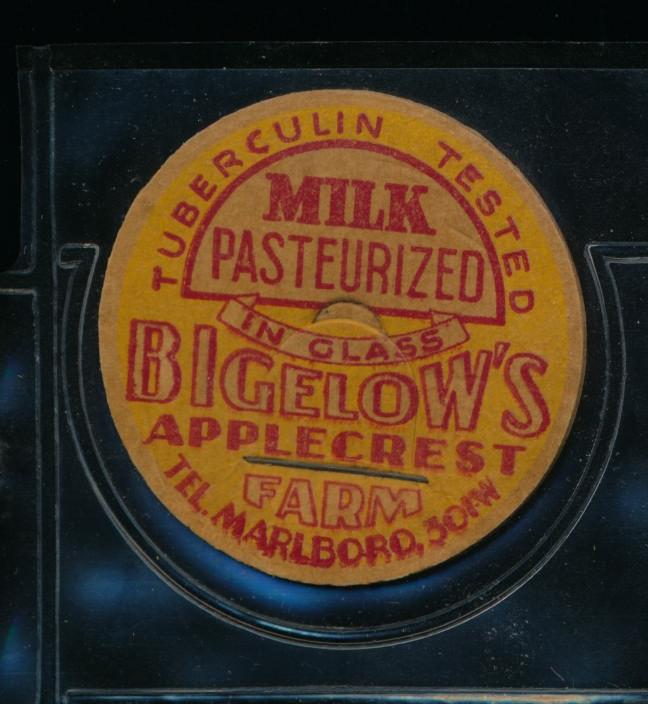 TUBERCULIN TESTED
MILK
PASTEURIZED
IN GLASS
BIGELOW'S
APPLECREST
FARM
TEL. MARLBORO, 301W